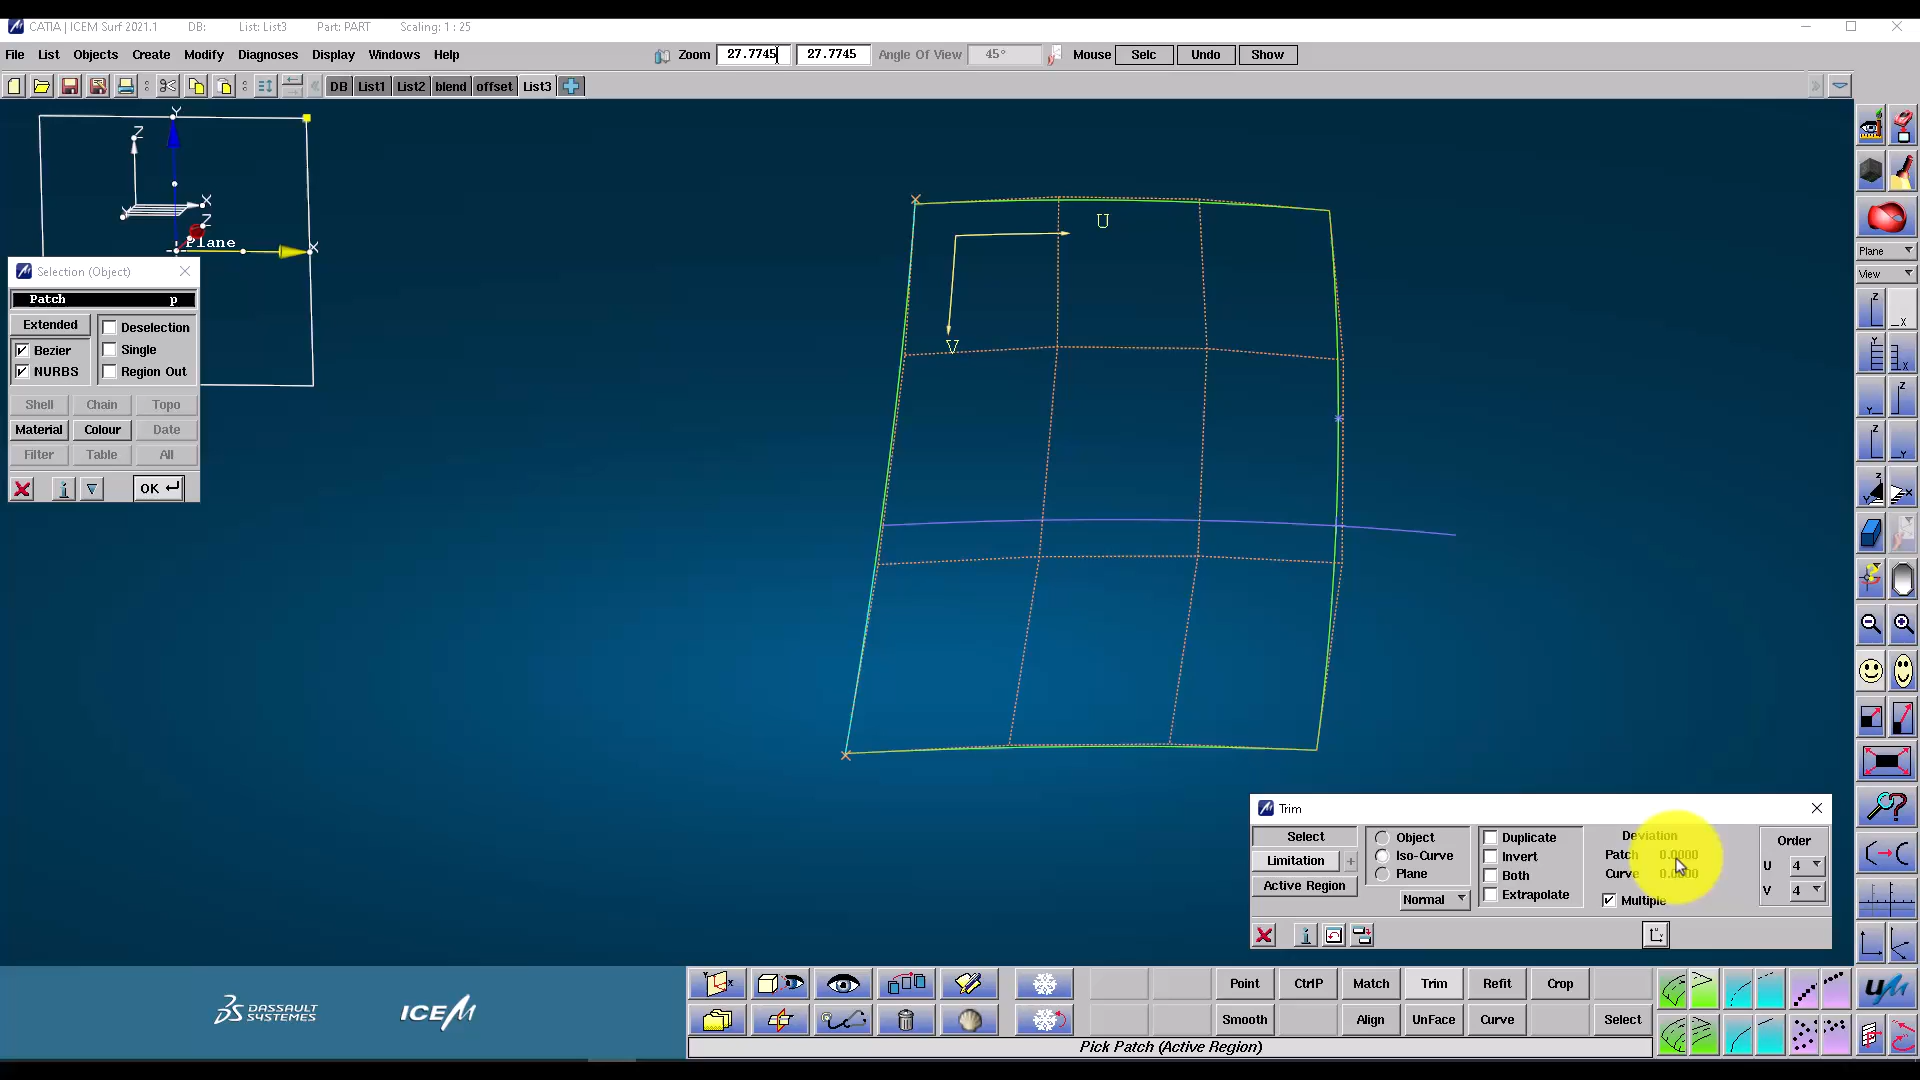 CATIA | ICEM Surf 2021.1 DB: List: List3 Part: PART Scaling: 1 : 25
File List Objects Create Modify Diagnoses Display Windows Help Zoom 27.7745 27.7745 Angle Of View 45° Mouse Selc Undo Show
DB List1 List2 blend offset List3
Y
Z
X
Y
Z
Plane
X
Selection (Object)
Patch p
Extended Deselection
Bezier Single
NURBS Region Out
Shell Chain Topo
Material Colour Date
Filter Table All
OK
U
V
Plane
View
Trim
Select Object Duplicate Deviation Order
Limitation + Iso-Curve Invert Patch 0.0000 U 4
Active Region Plane Both Curve 0.0000 V 4
Normal Extrapolate Multiple
DASSAULT SYSTEMES
ICEM
Point CtrlP Match Trim Refit Crop
Smooth Align UnFace Curve Select
Pick Patch (Active Region)